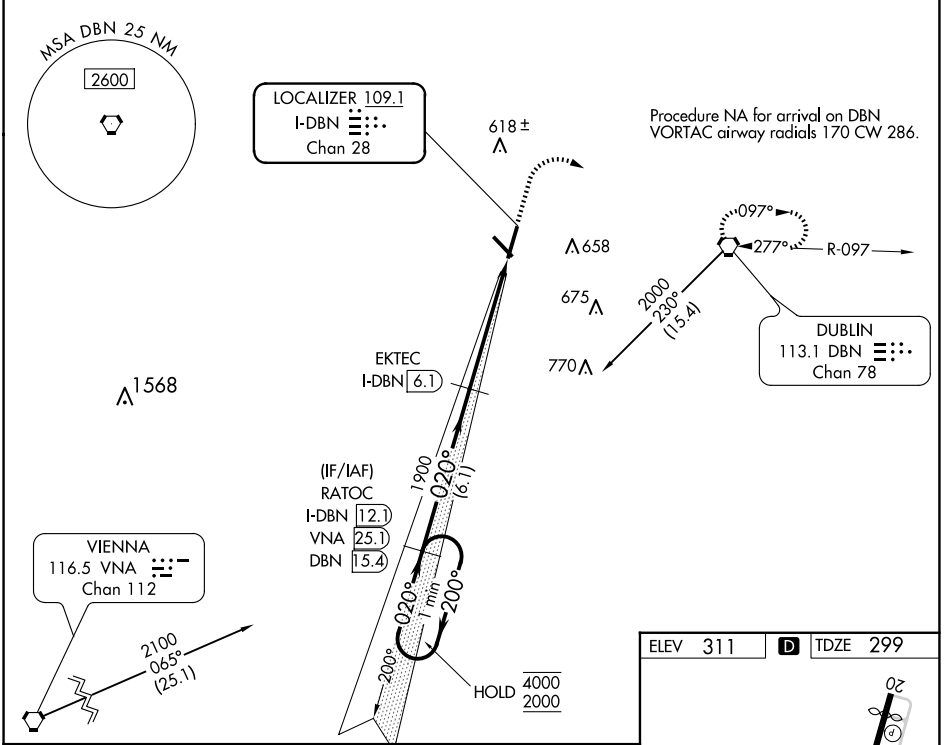 MSA DBN 25 NM
2600
LOCALIZER 109.1
I-DBN
Chan 28
618 ±
Procedure NA for arrival on DBN
VORTAC airway radials 170 CW 286.
658
675
770
097°
277°
R-097
2000
230°
(15.4)
DUBLIN
113.1 DBN
Chan 78
EKTEC
I-DBN 6.1
1568
1900
020°
(6.1)
(IF/IAF)
RATOC
I-DBN 12.1
VNA 25.1
DBN 15.4
020°
1 min
200°
200°
HOLD 4000
2000
VIENNA
116.5 VNA
Chan 112
2100
065°
(25.1)
ELEV 311 D TDZE 299
20
P